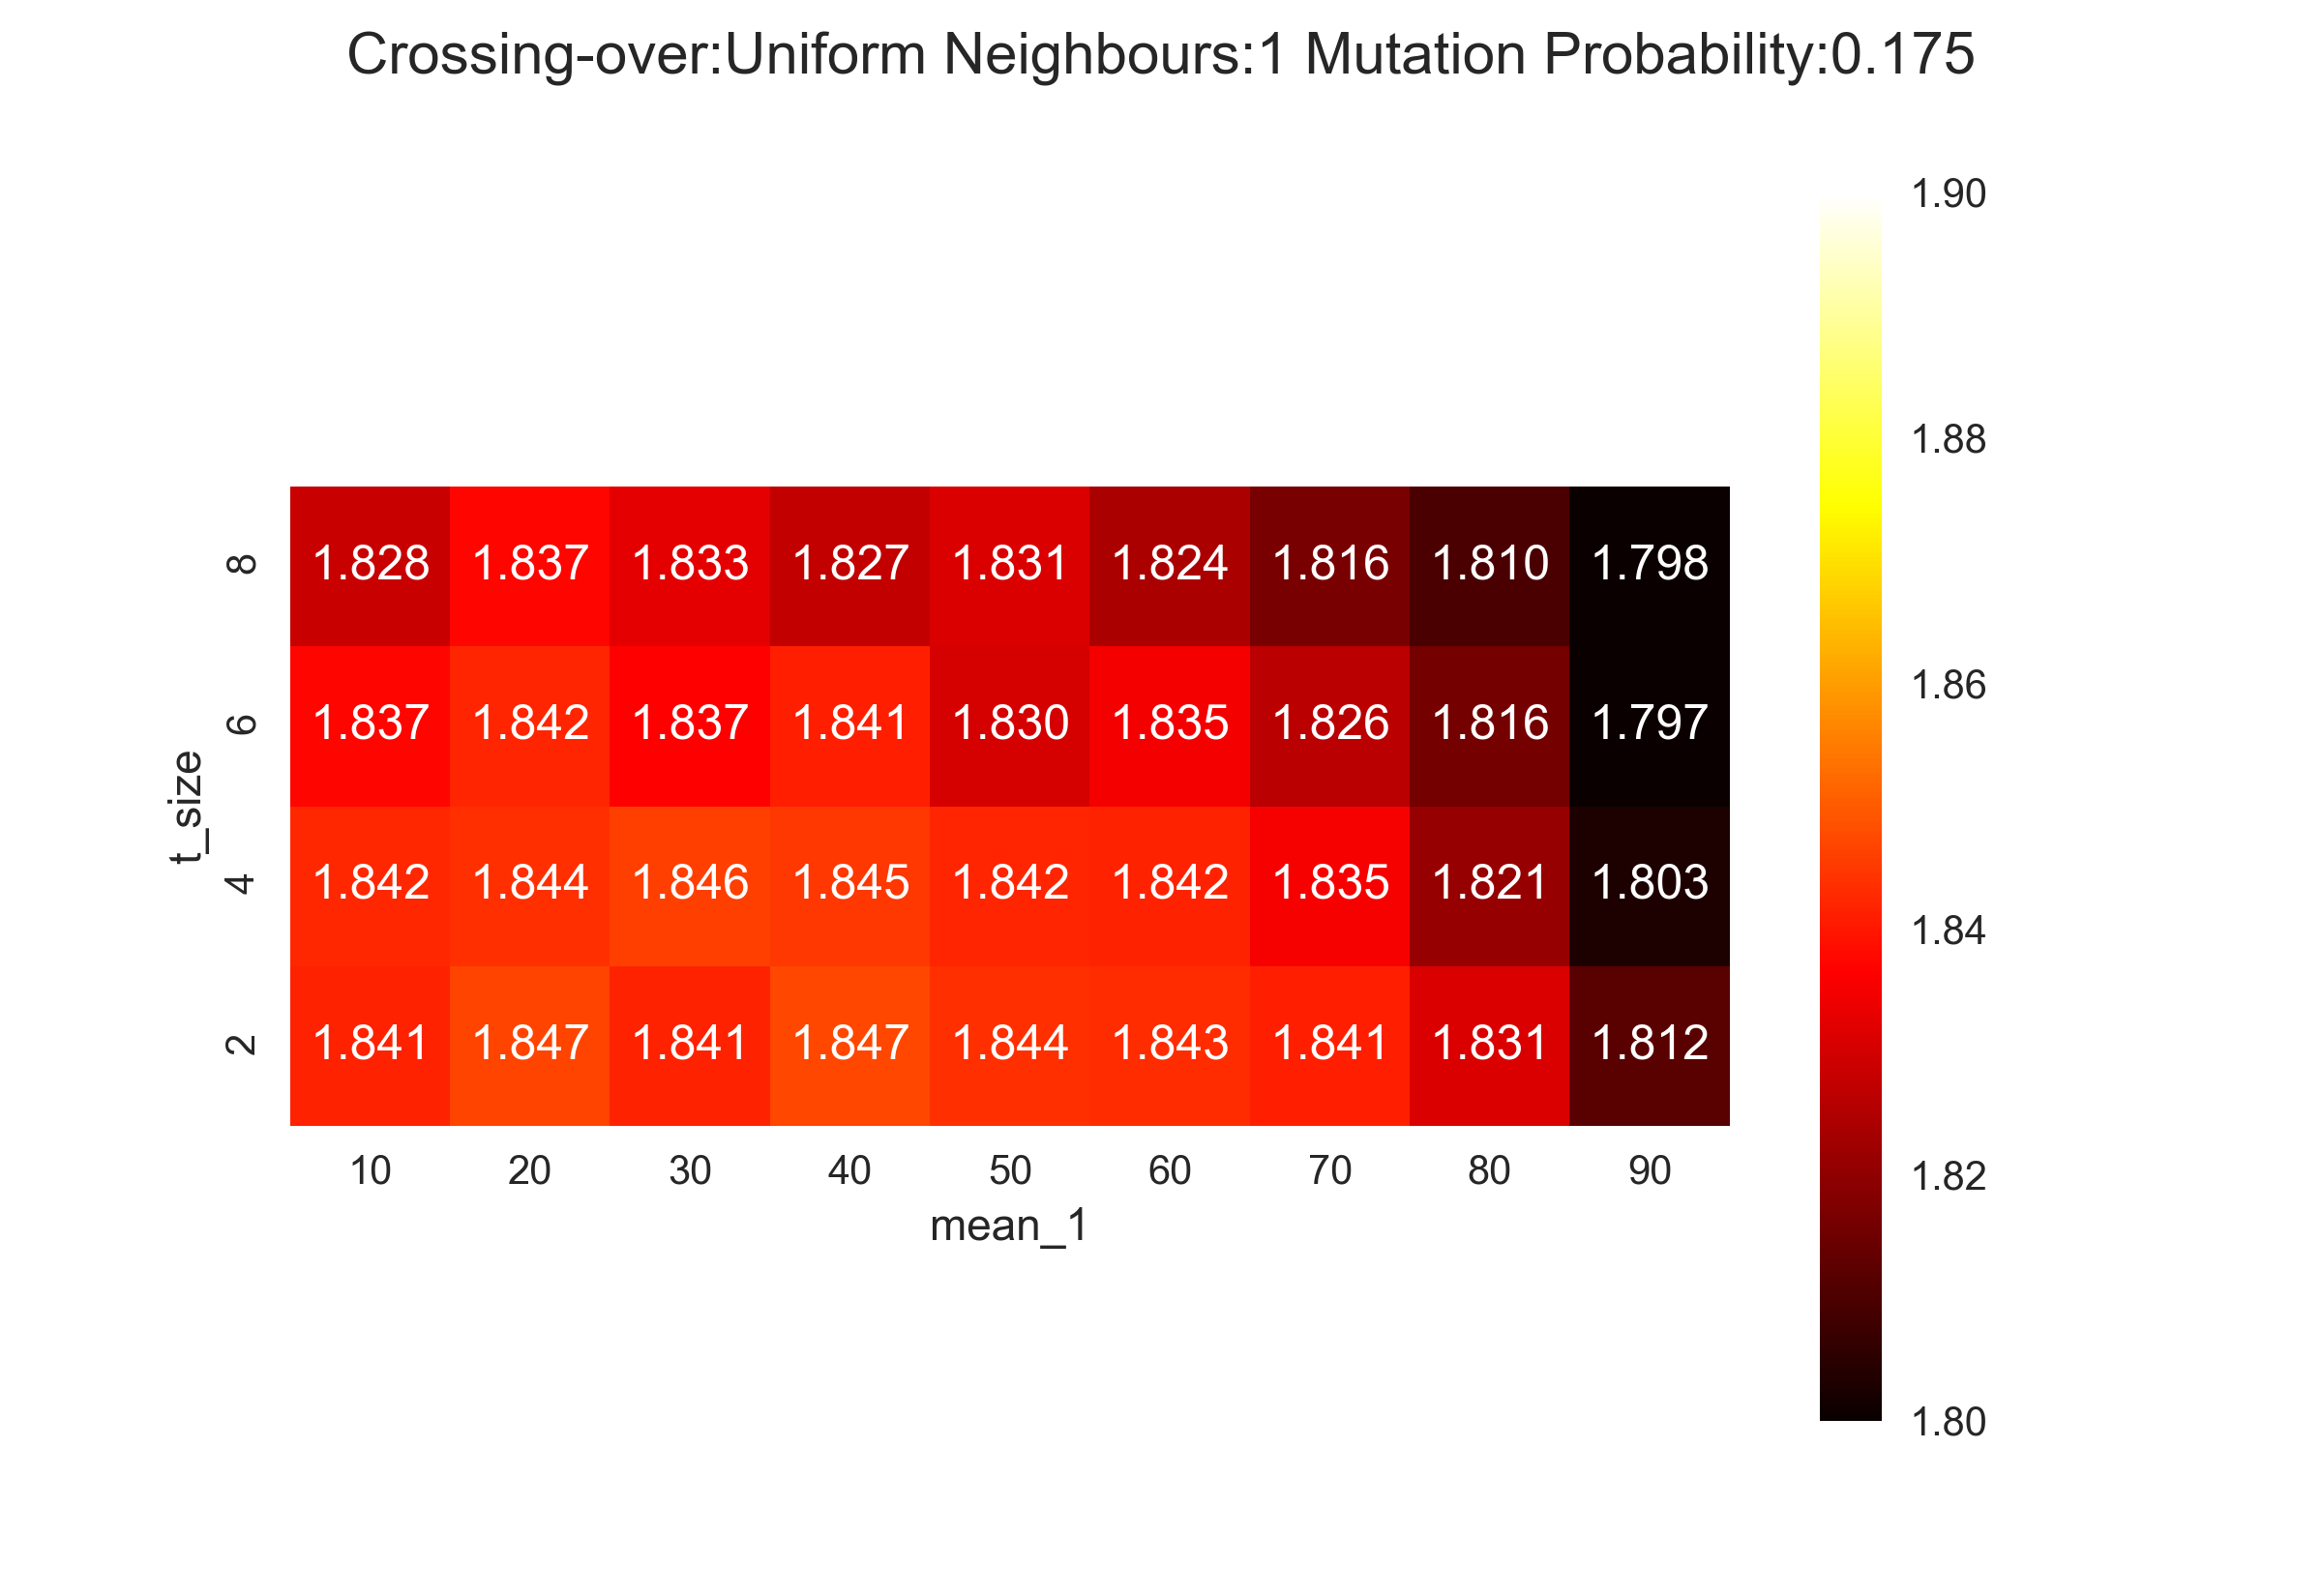 Crossing-over:Uniform Neighbours:1 Mutation Probability:0.175
8 1.828 1.837 1.833 1.827 1.831 1.824 1.816 1.810 1.798
6 1.837 1.842 1.837 1.841 1.830 1.835 1.826 1.816 1.797
4 1.842 1.844 1.846 1.845 1.842 1.842 1.835 1.821 1.803
2 1.841 1.847 1.841 1.847 1.844 1.843 1.841 1.831 1.812
t_size
10 20 30 40 50 60 70 80 90
mean_1
1.90
1.88
1.86
1.84
1.82
1.80